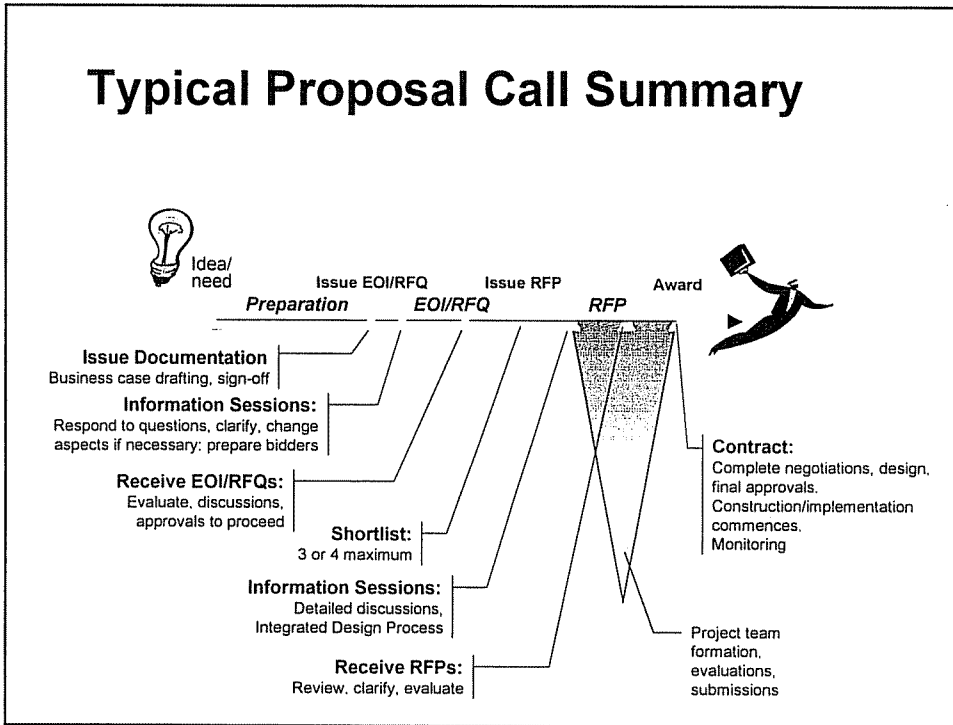 Typical Proposal Call Summary
Idea/
need
Issue EOI/RFQ
Issue RFP
Award
Preparation
EOI/RFQ
RFP
Issue Documentation
Business case drafting, sign-off
Information Sessions:
Respond to questions, clarify, change
aspects if necessary: prepare bidders
Receive EOI/RFQs:
Evaluate, discussions,
approvals to proceed
Shortlist:
3 or 4 maximum
Information Sessions:
Detailed discussions,
Integrated Design Process
Receive RFPs:
Review, clarify, evaluate
Contract:
Complete negotiations, design,
final approvals.
Construction/implementation
commences.
Monitoring
Project team
formation,
evaluations,
submissions